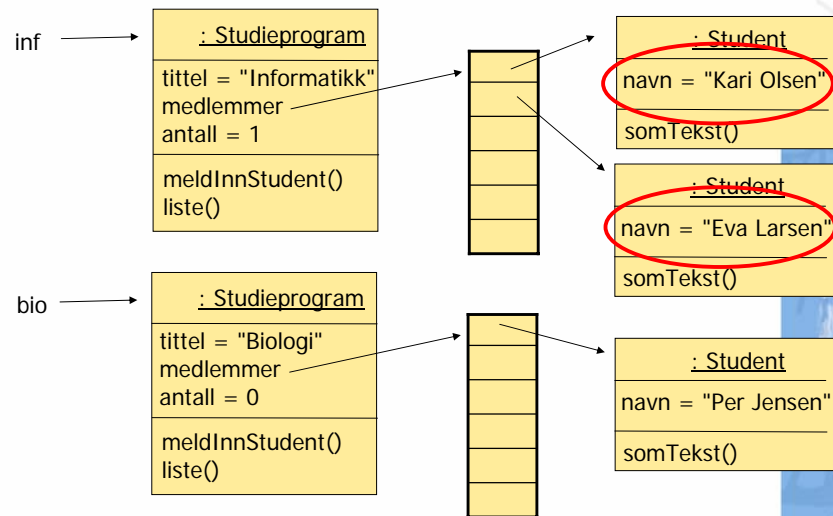 inf
: Studieprogram
tittel = "Informatikk"
medlemmer
antall = 1
meldInnStudent()
liste()
: Student
navn = "Kari Olsen"
somTekst()
: Student
navn = "Eva Larsen"
somTekst()
bio
: Studieprogram
tittel = "Biologi"
medlemmer
antall = 0
meldInnStudent()
liste()
: Student
navn = "Per Jensen"
somTekst()